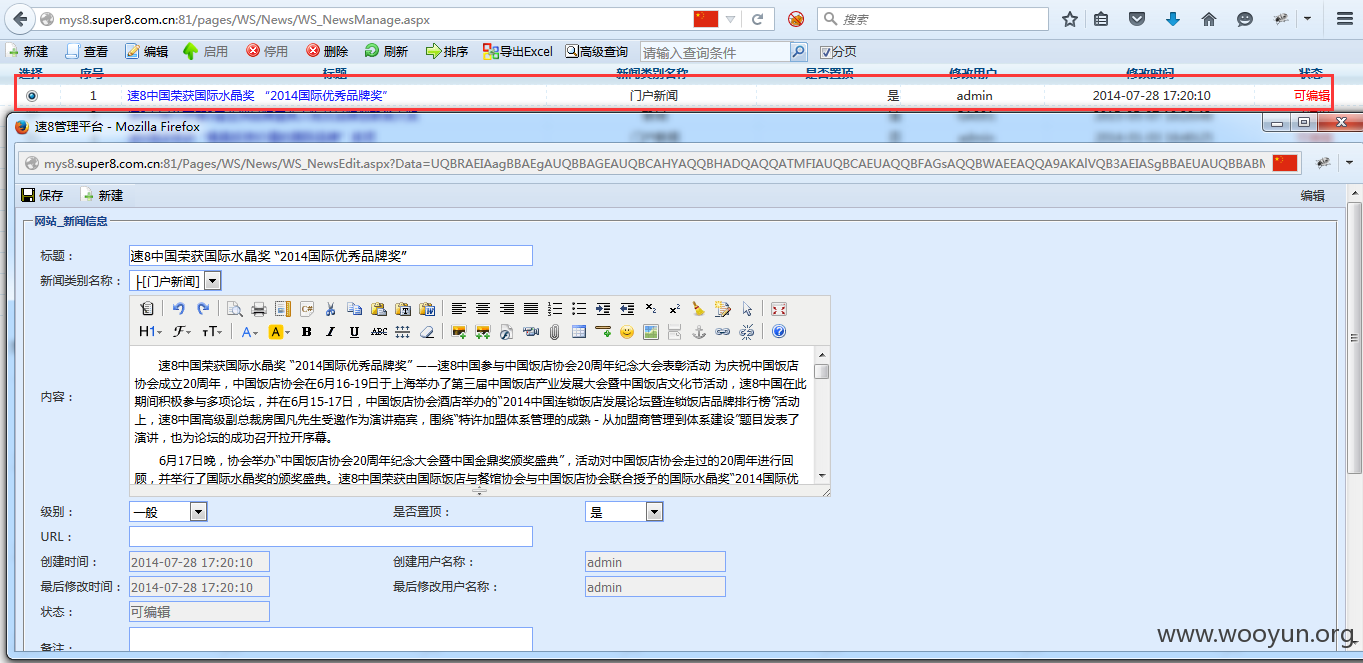 mys8.super8.com.cn:81/pages/WS/News/WS_NewsManage.aspx 搜索
新建 查看 编辑 启用 停用 删除 刷新 排序 导出Excel 高级查询 请输入查询条件 分页
选择 序号 标题 新闻类别名称 是否置顶 修改用户 修改时间 状态
1 速8中国荣获国际水晶奖 “2014国际优秀品牌奖” 门户新闻 是 admin 2014-07-28 17:20:10 可编辑
速8管理平台 - Mozilla Firefox
mys8.super8.com.cn:81/Pages/WS/News/WS_NewsEdit.aspx?Data=UQBRAEIAagBBAEgAUQBBAGEAUQBCAHYAQQBHADQAQQATMFIAUQBCAEUAQQBFAGsAQQBWAEEAQQA9AKAlVQB3AEIASgBBAEUAUQBBABM
保存 新建 编辑
网站_新闻信息
标题： 速8中国荣获国际水晶奖 “2014国际优秀品牌奖”
新闻类别名称： ├[门户新闻]
H1 F тT A A B I U ABC
速8中国荣获国际水晶奖 “2014国际优秀品牌奖” ——速8中国参与中国饭店协会20周年纪念大会表彰活动 为庆祝中国饭店
协会成立20周年，中国饭店协会在6月16-19日于上海举办了第三届中国饭店产业发展大会暨中国饭店文化节活动，速8中国在此
期间积极参与多项论坛，并在6月15-17日，中国饭店协会酒店举办的“2014中国连锁饭店发展论坛暨连锁饭店品牌排行榜”活动
内容：
上，速8中国高级副总裁房国凡先生受邀作为演讲嘉宾，围绕“特许加盟体系管理的成熟 - 从加盟商管理到体系建设”题目发表了
演讲，也为论坛的成功召开拉开序幕。
6月17日晚，协会举办“中国饭店协会20周年纪念大会暨中国金鼎奖颁奖盛典”，活动对中国饭店协会走过的20周年进行回
顾，并举行了国际水晶奖的颁奖盛典。速8中国荣获由国际饭店与餐馆协会与中国饭店协会联合授予的国际水晶奖“2014国际优
级别： 一般 是否置顶： 是
URL：
创建时间： 2014-07-28 17:20:10 创建用户名称： admin
最后修改时间： 2014-07-28 17:20:10 最后修改用户名称： admin
状态： 可编辑
备注：
www.wooyun.org